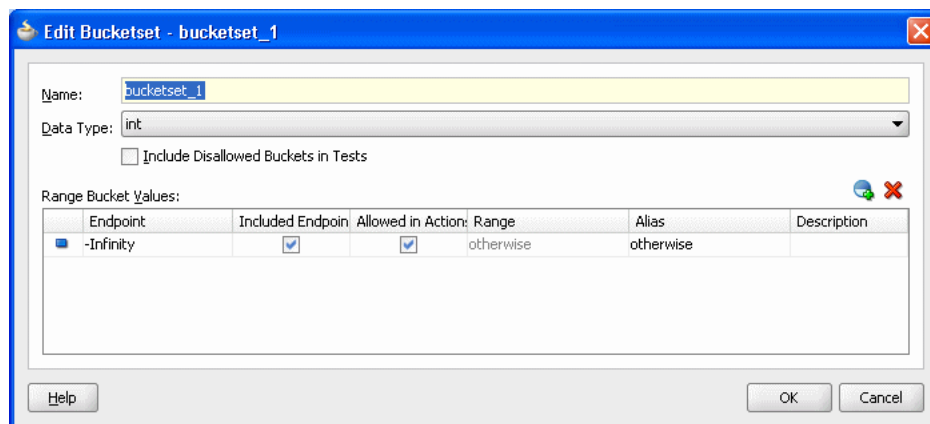 Edit Bucketset - bucketset_1
Name: bucketset_1
Data Type: int
Include Disallowed Buckets in Tests
Range Bucket Values:
Endpoint Included Endpoin Allowed in Action: Range Alias Description
-Infinity otherwise otherwise
Help OK Cancel